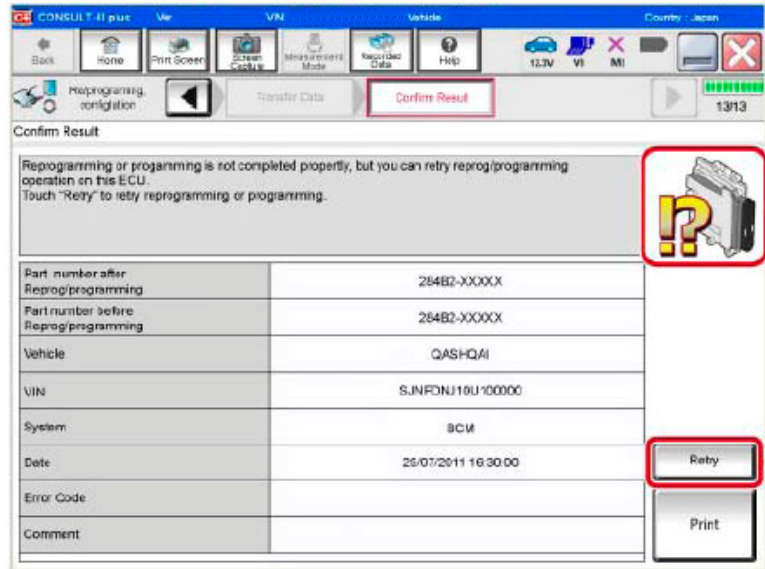 CONSULT-III plus Ver VIN Vehicle Country : Japan
Back Home Print Screen Screen Capture Measurement Mode Recorded Data Help 12.3V VI MI
Re/programming, configlation Transfer Data Confirm Result 13/13
Confirm Result
Reprogramming or progamming is not completed propertly, but you can retry reprog/programming
operation on this ECU.
Touch "Retry" to retry reprogramming or programming.
!?
Part number after
Reprog/programming
284B2-XXXXX
Part number before
Reprog/programming
284B2-XXXXX
Vehicle
QASHQAI
VIN
SJNFDNJ10U100000
System
BCM
Date
26/07/2011 16:30:00
Retry
Error Code
Comment
Print